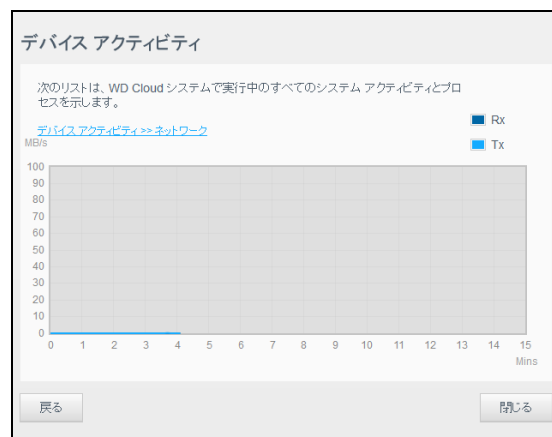 デバイス アクティビティ
次のリストは、WD Cloud システムで実行中のすべてのシステム アクティビティとプロ
セスを示します。
デバイス アクティビティ >> ネットワーク
Rx
Tx
MB/s
100
90
80
70
60
50
40
30
20
10
0
0 1 2 3 4 5 6 7 8 9 10 11 12 13 14 15
Mins
戻る
閉じる